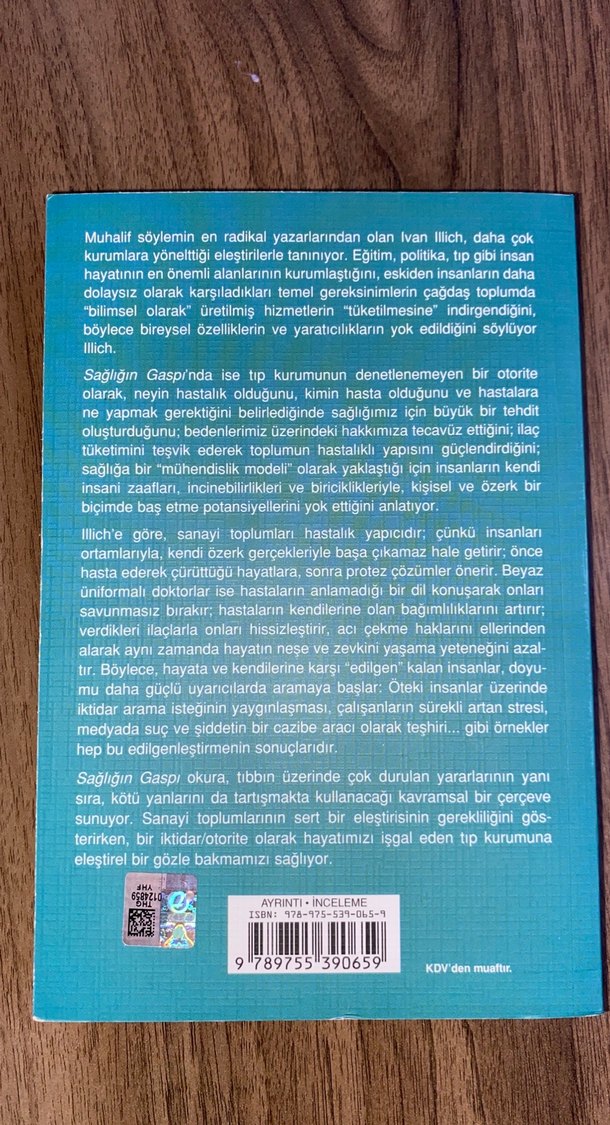 Muhalif söylemin en radikal yazarlarından olan Ivan Illich, daha çok
kurumlara yönelttiği eleştirilerle tanınıyor. Eğitim, politika, tıp gibi insan
hayatının en önemli alanlarının kurumlaştığını, eskiden insanların daha
dolaysız olarak karşıladıkları temel gereksinimlerin çağdaş toplumda
“bilimsel olarak” üretilmiş hizmetlerin “tüketilmesine” indirgendiğini,
böylece bireysel özelliklerin ve yaratıcılıkların yok edildiğini söylüyor
Illich.
Sağlığın Gaspı'nda ise tıp kurumunun denetlenemeyen bir otorite
olarak, neyin hastalık olduğunu, kimin hasta olduğunu ve hastalara
ne yapmak gerektiğini belirlediğinde sağlığımız için büyük bir tehdit
oluşturduğunu; bedenlerimiz üzerindeki hakkımıza tecavüz ettiğini; ilaç
tüketimini teşvik ederek toplumun hastalıklı yapısını güçlendirdiğini;
sağlığa bir “mühendislik modeli” olarak yaklaştığı için insanların kendi
insani zaafları, incinebilirlikleri ve biriciklikleriyle, kişisel ve özerk bir
biçimde baş etme potansiyellerini yok ettiğini anlatıyor.
Illich'e göre, sanayi toplumları hastalık yapıcıdır; çünkü insanları
ortamlarıyla, kendi özerk gerçekleriyle başa çıkamaz hale getirir; önce
hasta ederek çürüttüğü hayatlara, sonra protez çözümler önerir. Beyaz
üniformalı doktorlar ise hastaların anlamadığı bir dil konuşarak onları
savunmasız bırakır; hastaların kendilerine olan bağımlılıklarını artırır;
verdikleri ilaçlarla onları hissizleştirir, acı çekme haklarını ellerinden
alarak aynı zamanda hayatın neşe ve zevkini yaşama yeteneğini azal-
tır. Böylece, hayata ve kendilerine karşı “edilgen” kalan insanlar, doyu-
mu daha güçlü uyarıcılarda aramaya başlar: Öteki insanlar üzerinde
iktidar arama isteğinin yaygınlaşması, çalışanların sürekli artan stresi,
medyada suç ve şiddetin bir cazibe aracı olarak teşhiri... gibi örnekler
hep bu edilgenleştirmenin sonuçlarıdır.
Sağlığın Gaspı okura, tıbbın üzerinde çok durulan yararlarının yanı
sıra, kötü yanlarını da tartışmakta kullanacağı kavramsal bir çerçeve
sunuyor. Sanayi toplumlarının sert bir eleştirisinin gerekliliğini gös-
terirken, bir iktidar/otorite olarak hayatımızı işgal eden tıp kurumuna
eleştirel bir gözle bakmamızı sağlıyor.
THG
0124859
YHF
AYRINTI • İNCELEME
ISBN: 978-975-539-065-9
9 789755 390659
KDV'den muaftır.